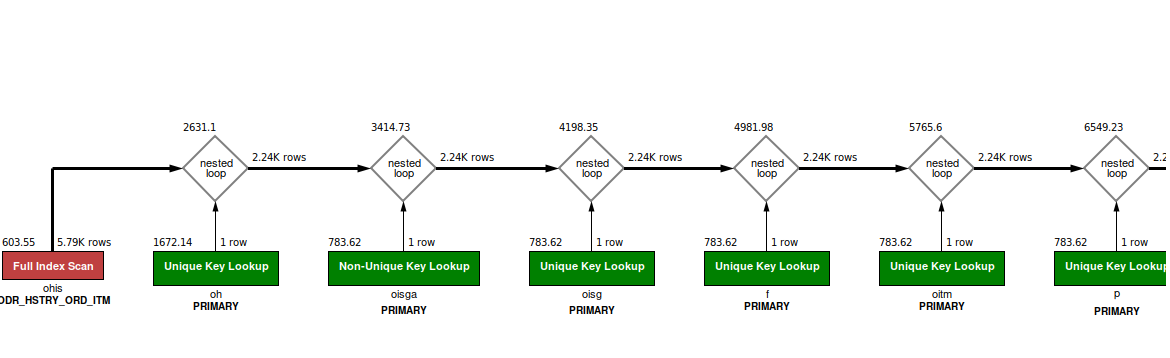 2631.1
3414.73
4198.35
4981.98
5765.6
6549.23
nested
loop
2.24K rows
nested
loop
2.24K rows
nested
loop
2.24K rows
nested
loop
2.24K rows
nested
loop
2.24K rows
nested
loop
2.2
603.55
5.79K rows
1672.14
1 row
783.62
1 row
783.62
1 row
783.62
1 row
783.62
1 row
783.62
1 row
Full Index Scan
Unique Key Lookup
Non-Unique Key Lookup
Unique Key Lookup
Unique Key Lookup
Unique Key Lookup
Unique Key Lookup
ohis
DDR_HSTRY_ORD_ITM
oh
PRIMARY
oisga
PRIMARY
oisg
PRIMARY
f
PRIMARY
oitm
PRIMARY
p
PRIMARY